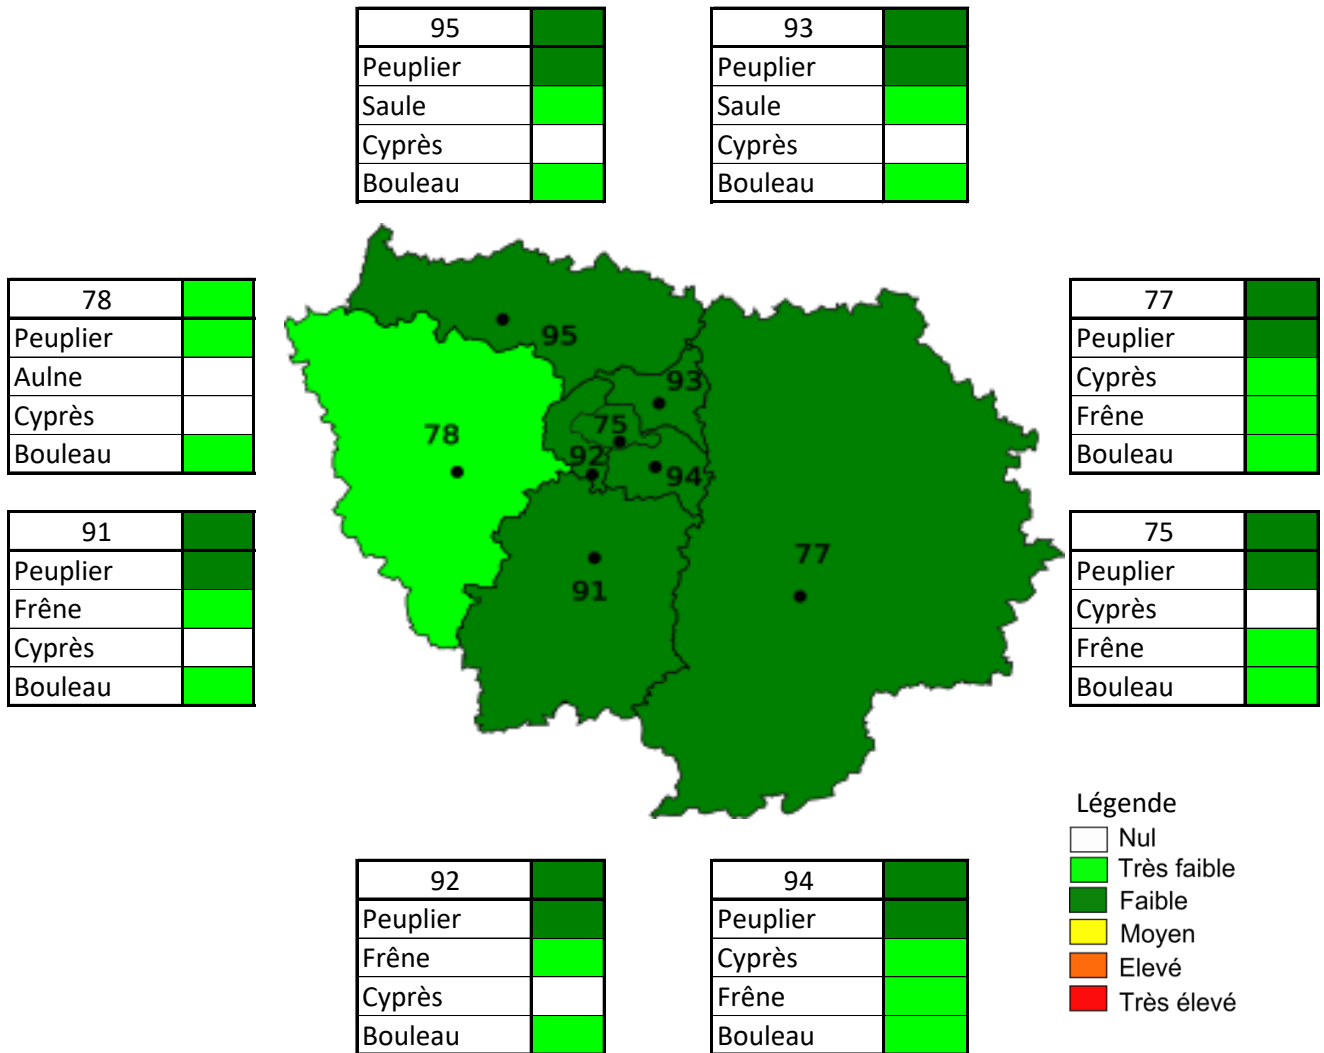 95
Peuplier
Saule
Cyprès
Bouleau
93
Peuplier
Saule
Cyprès
Bouleau
78
Peuplier
Aulne
Cyprès
Bouleau
91
Peuplier
Frêne
Cyprès
Bouleau
95
93
75
78
92
94
77
91
77
Peuplier
Cyprès
Frêne
Bouleau
75
Peuplier
Cyprès
Frêne
Bouleau
92
Peuplier
Frêne
Cyprès
Bouleau
94
Peuplier
Cyprès
Frêne
Bouleau
Légende
Nul
Très faible
Faible
Moyen
Elevé
Très élevé